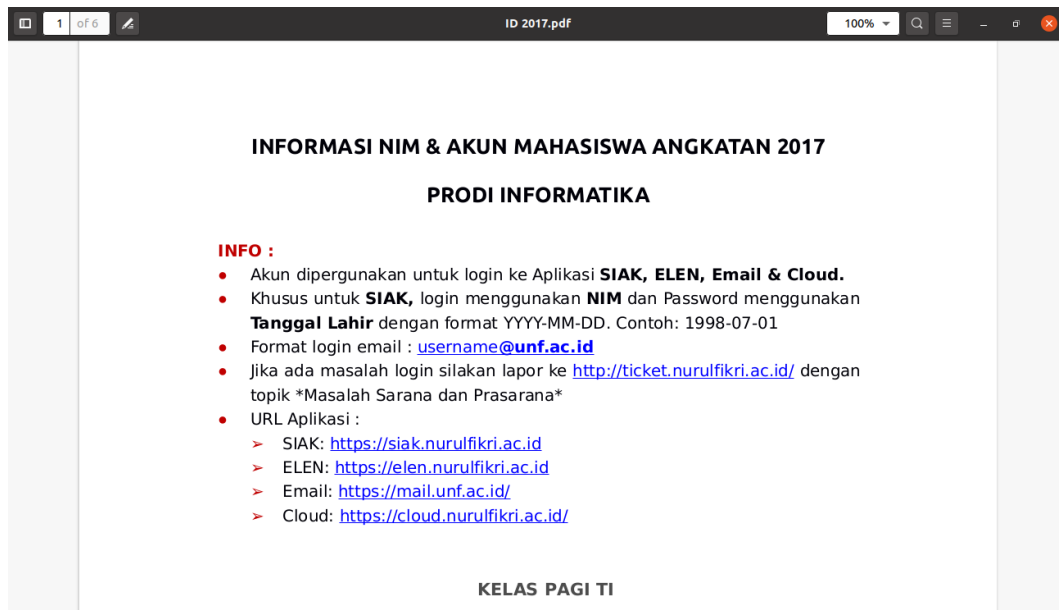 1 of 6
ID 2017.pdf
100%
INFORMASI NIM & AKUN MAHASISWA ANGKATAN 2017
PRODI INFORMATIKA
INFO :
● Akun dipergunakan untuk login ke Aplikasi SIAK, ELEN, Email & Cloud.
● Khusus untuk SIAK, login menggunakan NIM dan Password menggunakan
Tanggal Lahir dengan format YYYY-MM-DD. Contoh: 1998-07-01
● Format login email : username@unf.ac.id
● Jika ada masalah login silakan lapor ke http://ticket.nurulfikri.ac.id/ dengan
topik *Masalah Sarana dan Prasarana*
● URL Aplikasi :
➢ SIAK: https://siak.nurulfikri.ac.id
➢ ELEN: https://elen.nurulfikri.ac.id
➢ Email: https://mail.unf.ac.id/
➢ Cloud: https://cloud.nurulfikri.ac.id/
KELAS PAGI TI